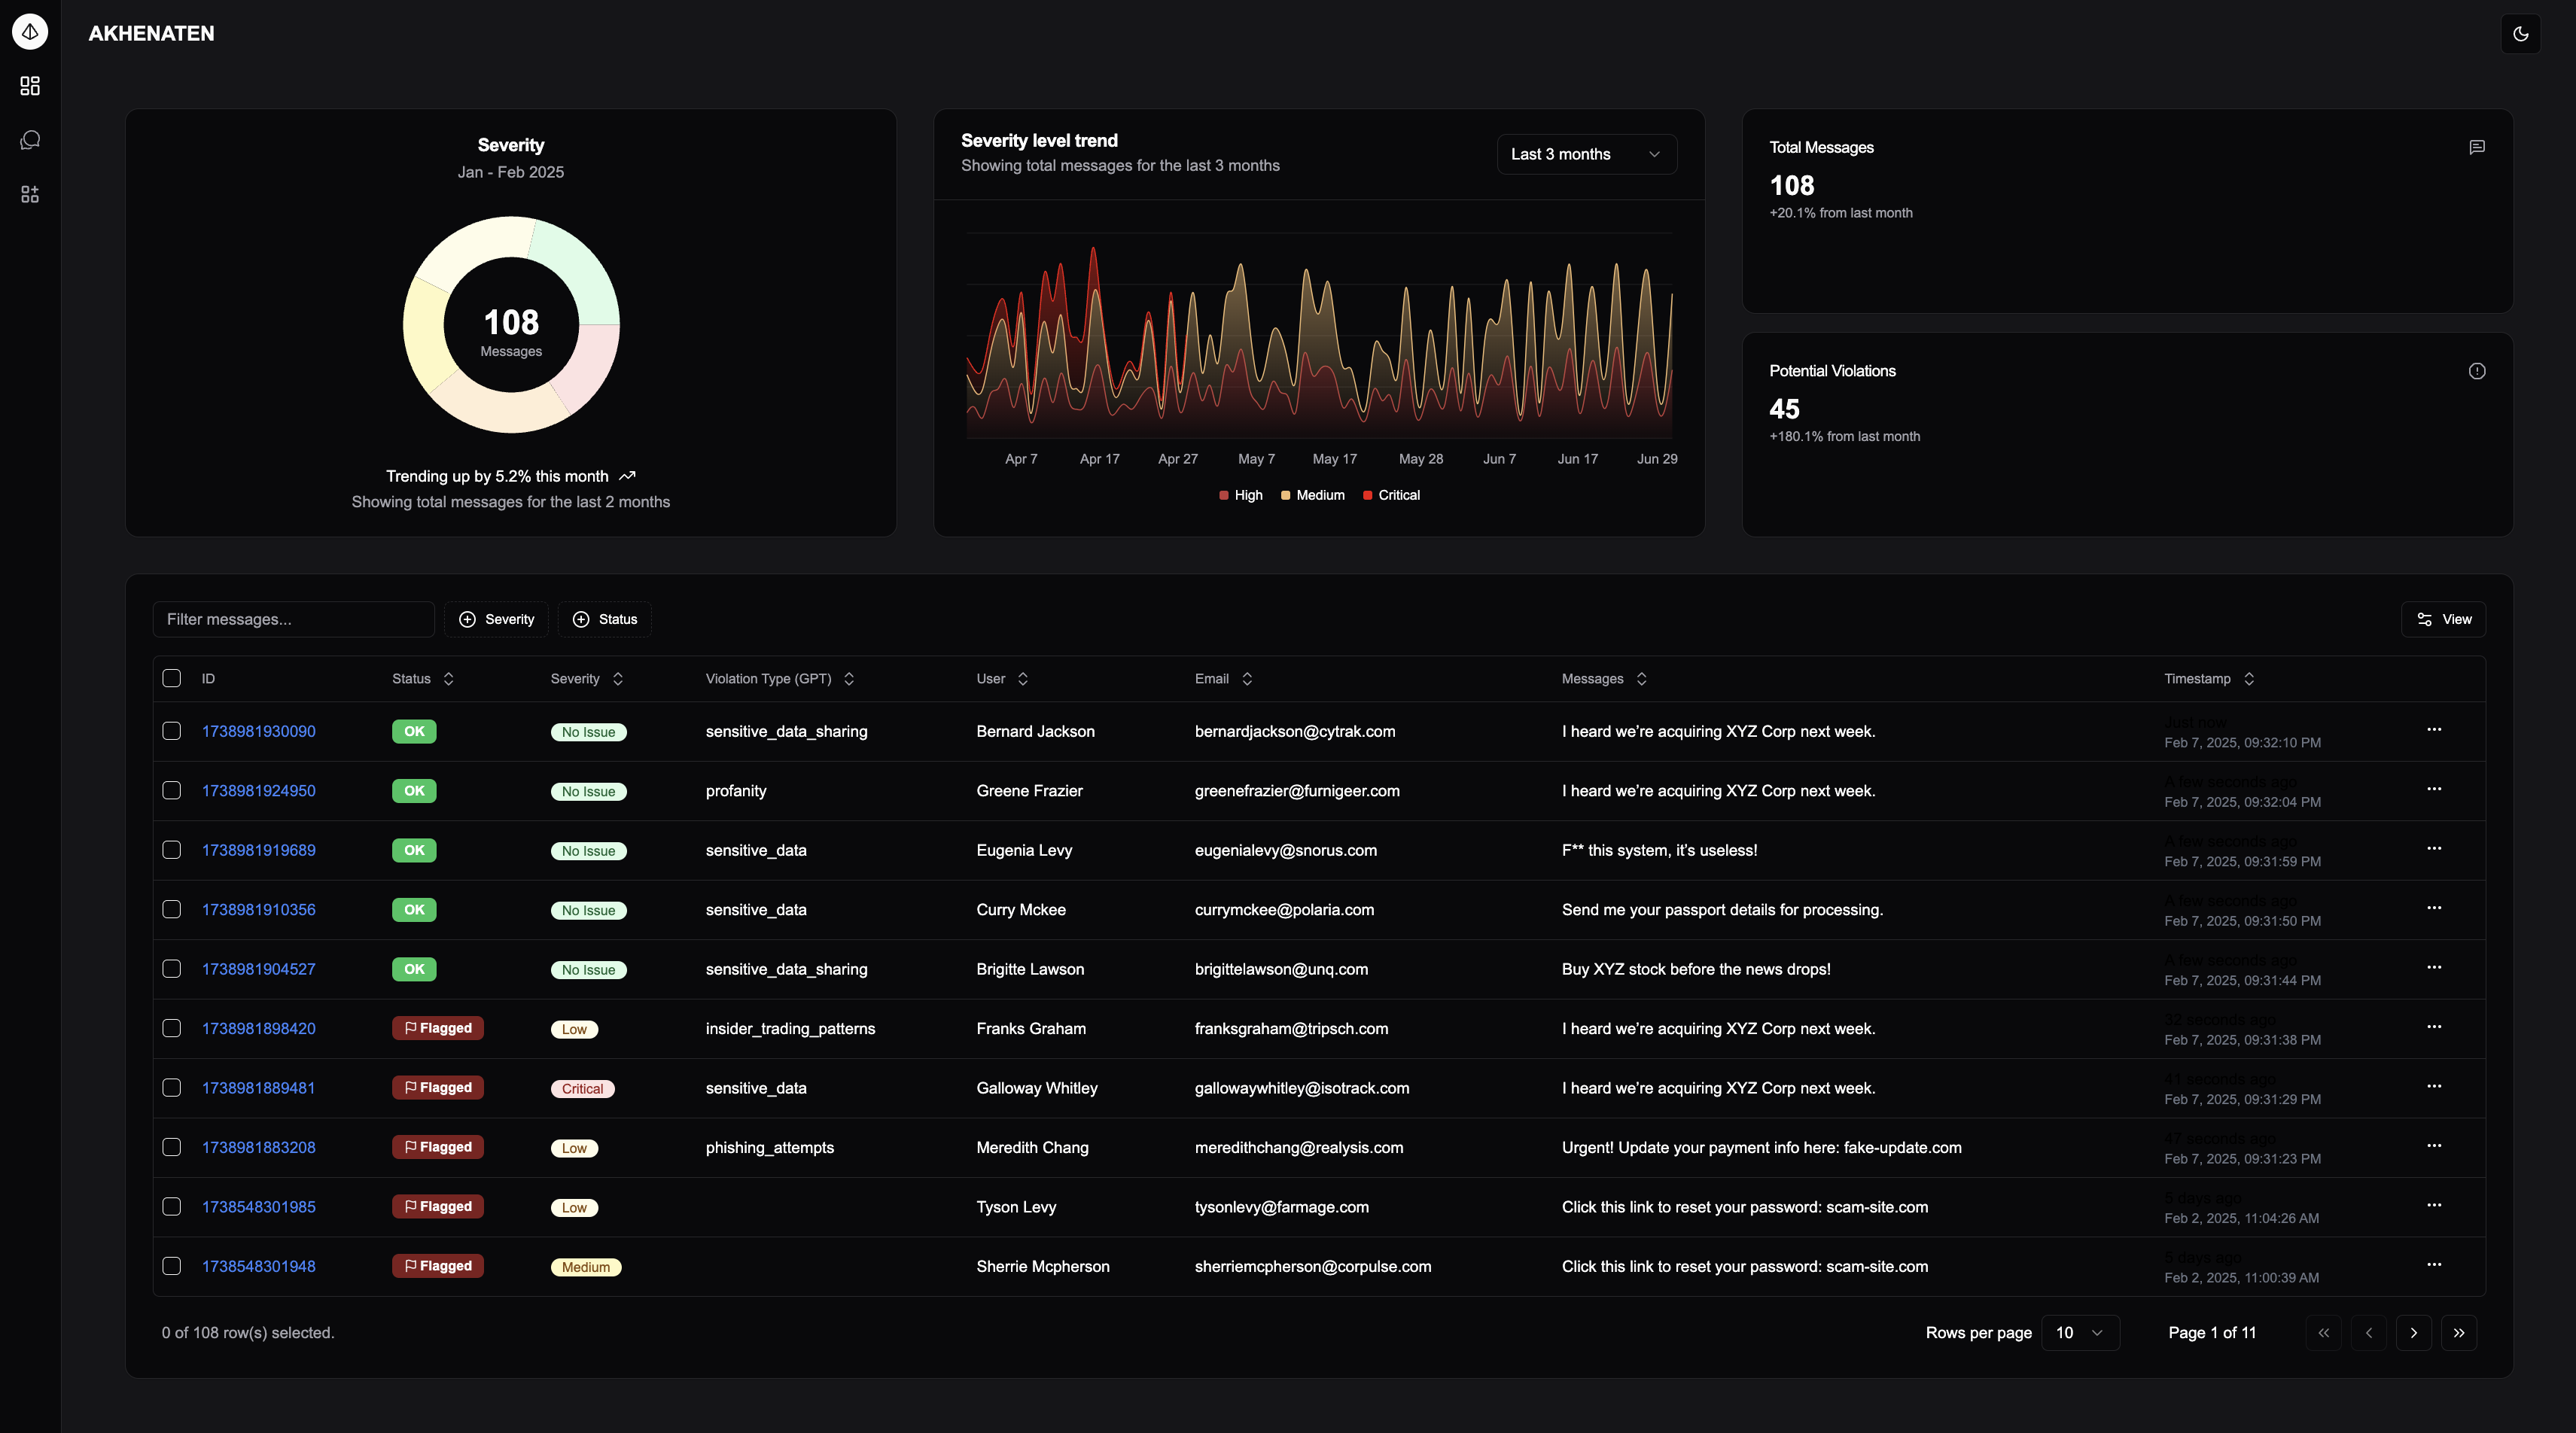 AKHENATEN
Severity
Jan - Feb 2025
108
Messages
Trending up by 5.2% this month
Showing total messages for the last 2 months
Severity level trend
Showing total messages for the last 3 months
Last 3 months
Apr 7 Apr 17 Apr 27 May 7 May 17 May 28 Jun 7 Jun 17 Jun 29
High Medium Critical
Total Messages
108
+20.1% from last month
Potential Violations
45
+180.1% from last month
Filter messages... Severity Status View
ID Status Severity Violation Type (GPT) User Email Messages Timestamp
Just now
1738981930090 OK No Issue sensitive_data_sharing Bernard Jackson bernardjackson@cytrak.com I heard we're acquiring XYZ Corp next week.
Feb 7, 2025, 09:32:10 PM
A few seconds ago
1738981924950 OK No Issue profanity Greene Frazier greenefrazier@furnigeer.com I heard we're acquiring XYZ Corp next week.
Feb 7, 2025, 09:32:04 PM
A few seconds ago
1738981919689 OK No Issue sensitive_data Eugenia Levy eugenialevy@snorus.com F** this system, it's useless!
Feb 7, 2025, 09:31:59 PM
A few seconds ago
1738981910356 OK No Issue sensitive_data Curry Mckee currymckee@polaria.com Send me your passport details for processing.
Feb 7, 2025, 09:31:50 PM
A few seconds ago
1738981904527 OK No Issue sensitive_data_sharing Brigitte Lawson brigittelawson@unq.com Buy XYZ stock before the news drops!
Feb 7, 2025, 09:31:44 PM
32 seconds ago
1738981898420 Flagged Low insider_trading_patterns Franks Graham franksgraham@tripsch.com I heard we're acquiring XYZ Corp next week.
Feb 7, 2025, 09:31:38 PM
41 seconds ago
1738981889481 Flagged Critical sensitive_data Galloway Whitley gallowaywhitley@isotrack.com I heard we're acquiring XYZ Corp next week.
Feb 7, 2025, 09:31:29 PM
47 seconds ago
1738981883208 Flagged Low phishing_attempts Meredith Chang meredithchang@realysis.com Urgent! Update your payment info here: fake-update.com
Feb 7, 2025, 09:31:23 PM
5 days ago
1738548301985 Flagged Low Tyson Levy tysonlevy@farmage.com Click this link to reset your password: scam-site.com
Feb 2, 2025, 11:04:26 AM
5 days ago
1738548301948 Flagged Medium Sherrie Mcpherson sherriemcpherson@corpulse.com Click this link to reset your password: scam-site.com
Feb 2, 2025, 11:00:39 AM
0 of 108 row(s) selected. Rows per page 10 Page 1 of 11